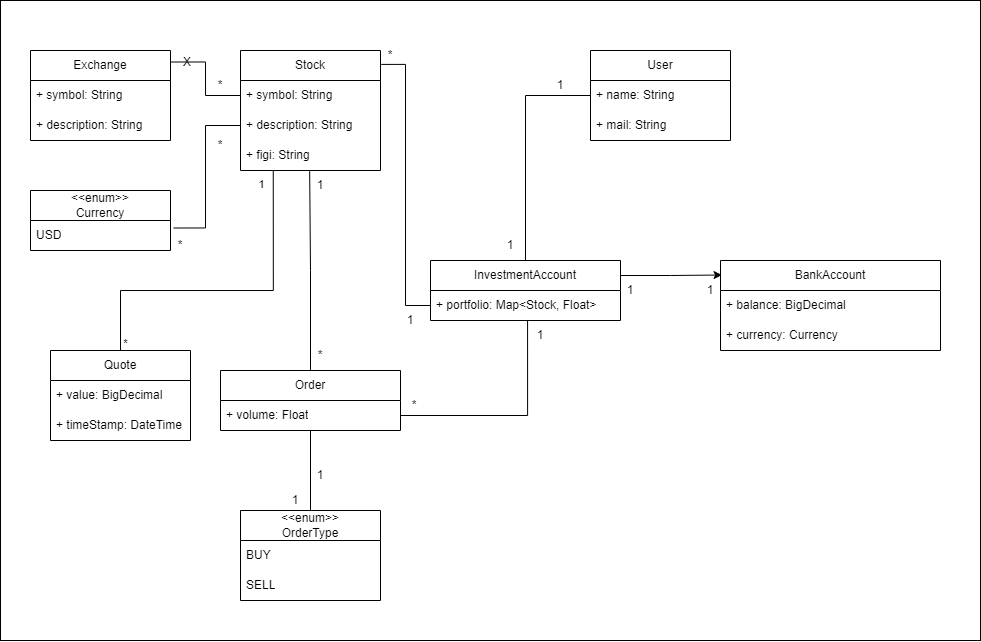 Exchange
+ symbol: String
+ description: String
X
*
Stock
+ symbol: String
+ description: String
+ figi: String
*
User
+ name: String
+ mail: String
1
*
<<enum>>
Currency
USD
*
1
1
1
InvestmentAccount
+ portfolio: Map<Stock, Float>
1
1
1
1
BankAccount
+ balance: BigDecimal
+ currency: Currency
*
Quote
+ value: BigDecimal
+ timeStamp: DateTime
*
Order
+ volume: Float
*
1
1
<<enum>>
OrderType
BUY
SELL